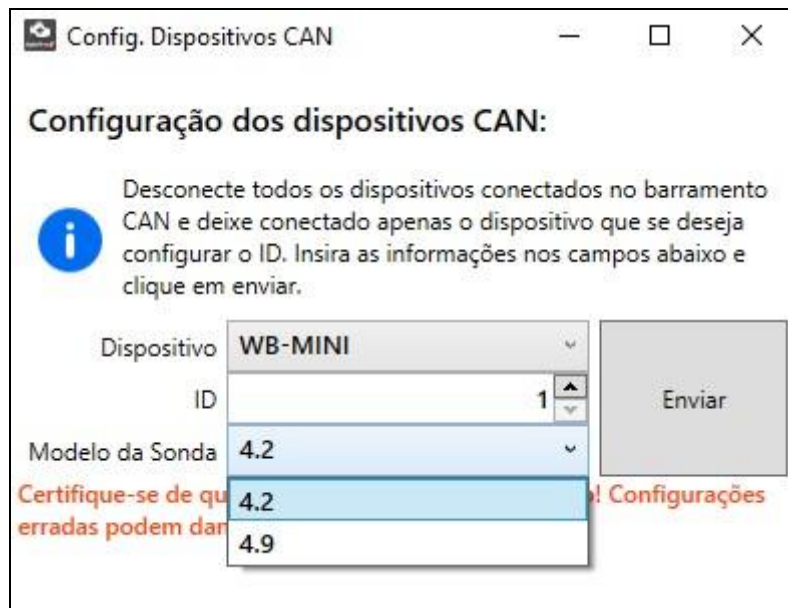 Config. Dispositivos CAN
Configuração dos dispositivos CAN:
Desconecte todos os dispositivos conectados no barramento
CAN e deixe conectado apenas o dispositivo que se deseja
configurar o ID. Insira as informações nos campos abaixo e
clique em enviar.
Dispositivo WB-MINI
ID 1
Enviar
Modelo da Sonda 4.2
Certifique-se de qu 4.2 ! Configurações
erradas podem dan 4.9